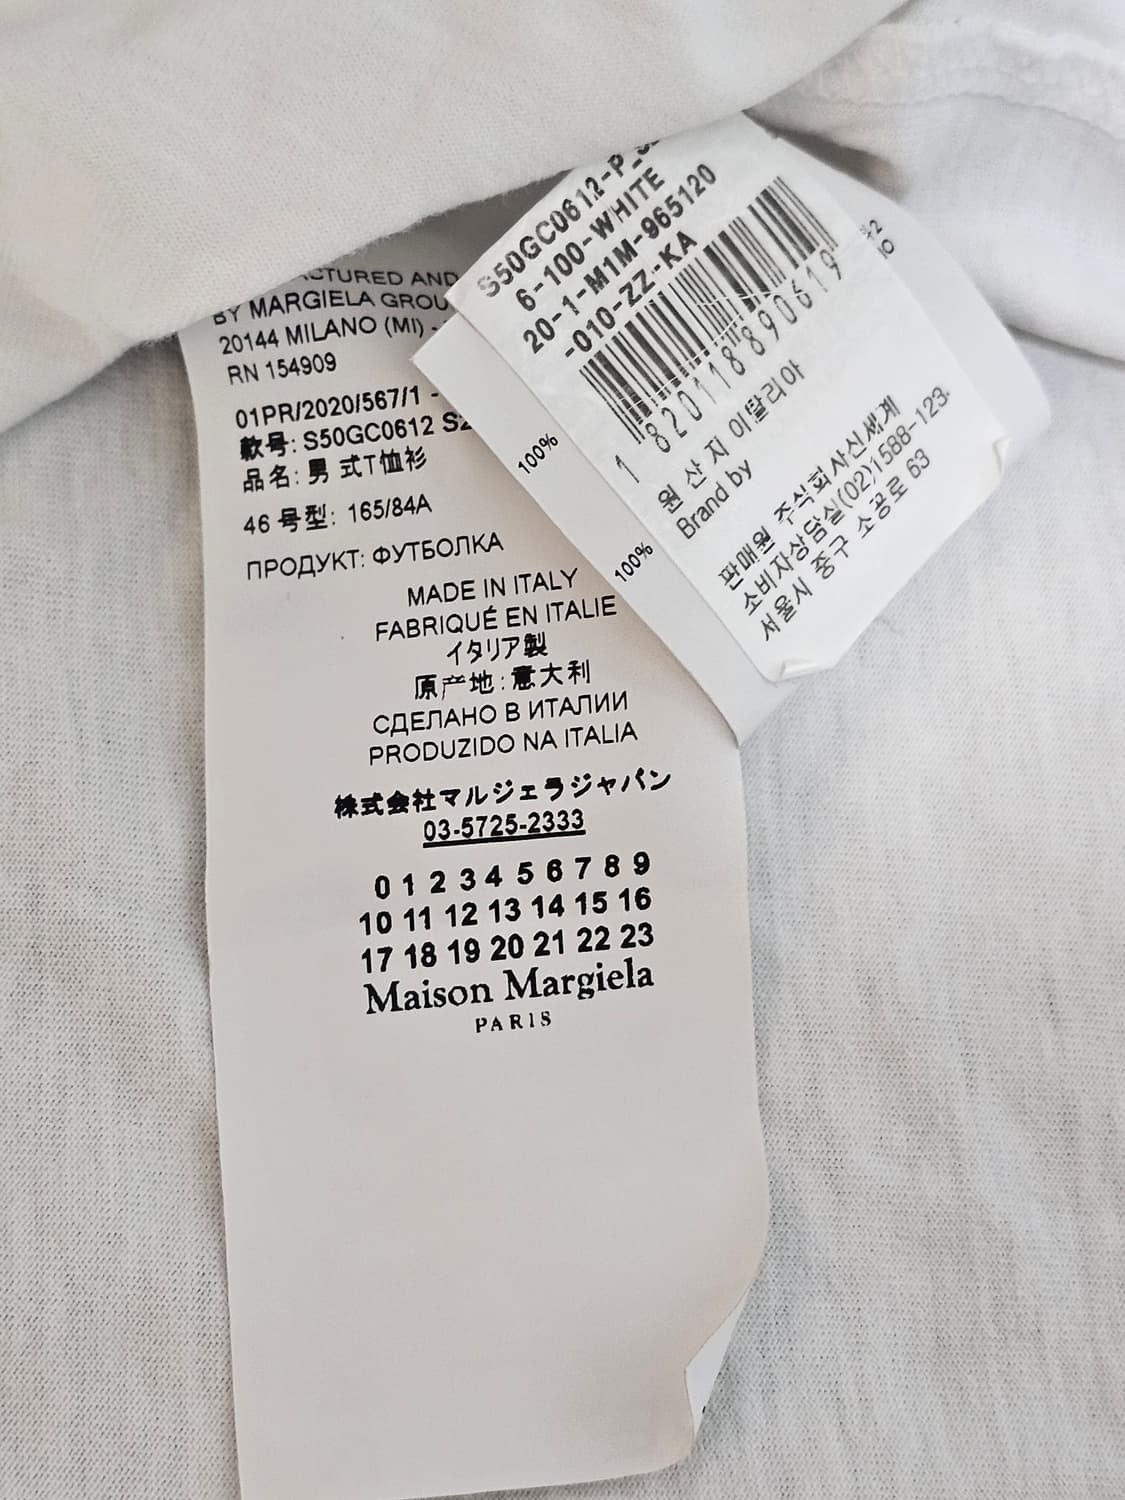 BY MARGIELA GROU
20144 MILANO (MI) -
RN 154909
01PR/2020/567/1 -
款号: S50GC0612
品名: 男 式T恤衫
46 号型: 165/84A
ПРОДУКТ: ФУТБОЛКА
MADE IN ITALY
FABRIQUÉ EN ITALIE
イタリア製
原产地: 意大利
СДЕЛАНО В ИТАЛИИ
PRODUZIDO NA ITALIA
株式会社マルジェラジャパン
03-5725-2333
0 1 2 3 4 5 6 7 8 9
10 11 12 13 14 15 16
17 18 19 20 21 22 23
Maison Margiela
PARIS
100%
100%
S50GC0612-P
6-100-WHITE
20-1-M1M-965120
-010-ZZ-KA
1 820118 890619
원 산 지 이딸리아
Brand by
판매원 주식회사신세계
소비자상담실(02)1588-123
서울시 중구 소공로 63